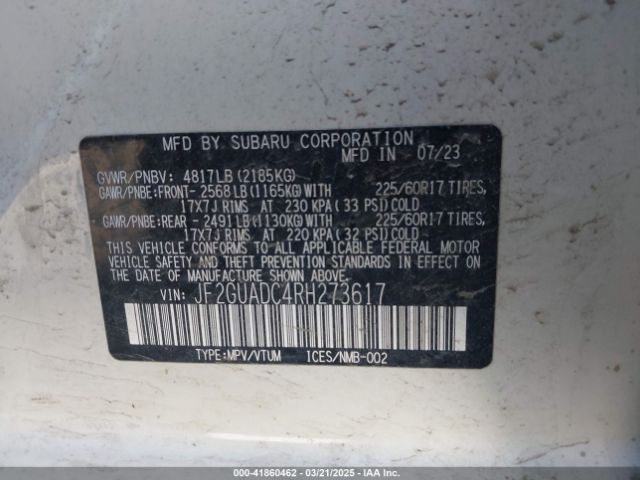 MFD BY SUBARU CORPORATION
MFD IN 07/23
GVWR/PNBV: 4817LB(2185KG)
GAWR/PNBE:FRONT- 2568LB(1165KG)WITH 225/60R17 TIRES,
17X7J RIMS AT 230 KPA(33 PSI)COLD
GAWR/PNBE:REAR - 2491LB(1130KG)WITH 225/60R17 TIRES,
17X7J RIMS AT 220 KPA(32 PSI)COLD
THIS VEHICLE CONFORMS TO ALL APPLICABLE FEDERAL MOTOR
VEHICLE SAFETY AND THEFT PREVENTION STANDARDS IN EFFECT
ON THE DATE OF MANUFACTURE SHOWN ABOVE.
VIN: JF2GUADC4RH273617
TYPE:MPV/VTUM ICES/NMB-002
000-41860462 - 03/21/2025 - IAA Inc.